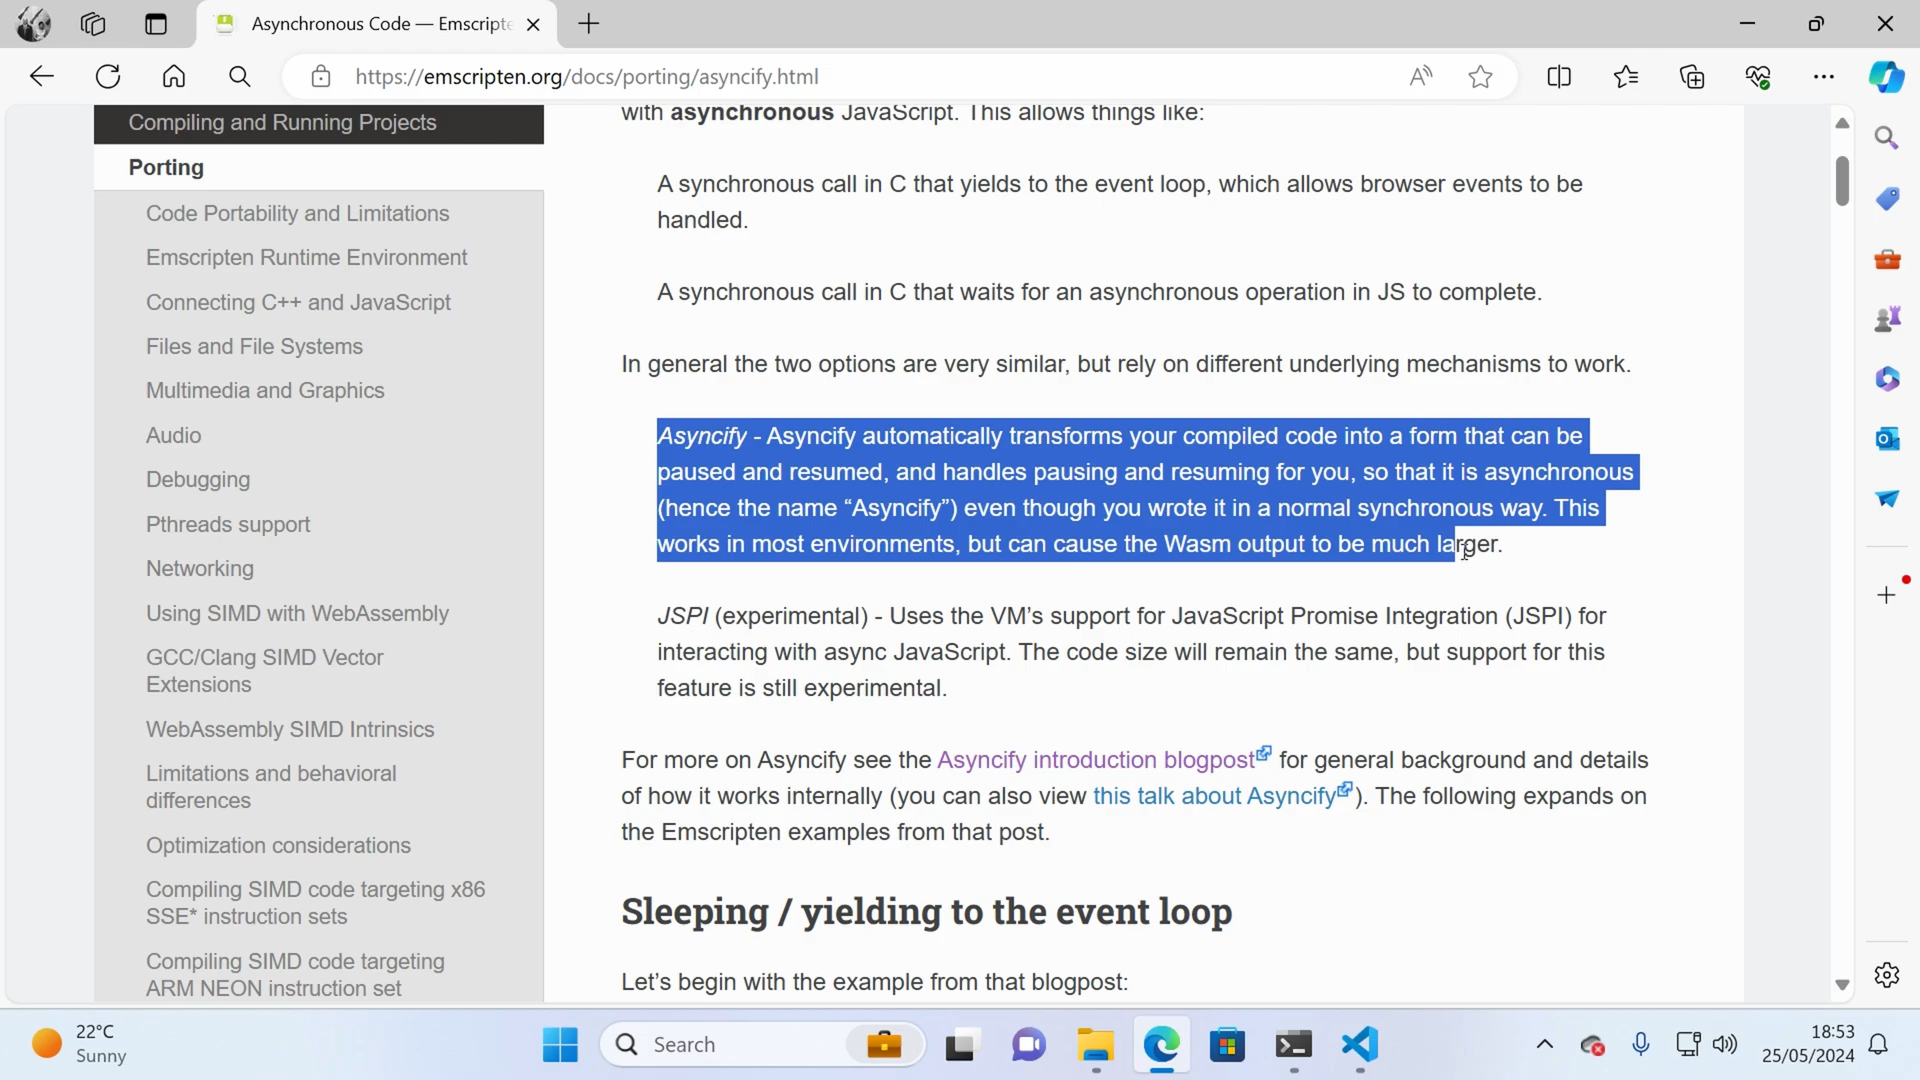 Asynchronous Code — Emscripte
https://emscripten.org/docs/porting/asyncify.html
Compiling and Running Projects
Porting
Code Portability and Limitations
Emscripten Runtime Environment
Connecting C++ and JavaScript
Files and File Systems
Multimedia and Graphics
Audio
Debugging
Pthreads support
Networking
Using SIMD with WebAssembly
GCC/Clang SIMD Vector
Extensions
WebAssembly SIMD Intrinsics
Limitations and behavioral
differences
Optimization considerations
Compiling SIMD code targeting x86
SSE* instruction sets
Compiling SIMD code targeting
ARM NEON instruction set
with asynchronous JavaScript. This allows things like:
A synchronous call in C that yields to the event loop, which allows browser events to be
handled.
A synchronous call in C that waits for an asynchronous operation in JS to complete.
In general the two options are very similar, but rely on different underlying mechanisms to work.
Asyncify - Asyncify automatically transforms your compiled code into a form that can be
paused and resumed, and handles pausing and resuming for you, so that it is asynchronous
(hence the name “Asyncify”) even though you wrote it in a normal synchronous way. This
works in most environments, but can cause the Wasm output to be much larger.
JSPI (experimental) - Uses the VM’s support for JavaScript Promise Integration (JSPI) for
interacting with async JavaScript. The code size will remain the same, but support for this
feature is still experimental.
For more on Asyncify see the Asyncify introduction blogpost for general background and details
of how it works internally (you can also view this talk about Asyncify). The following expands on
the Emscripten examples from that post.
Sleeping / yielding to the event loop
Let’s begin with the example from that blogpost:
22°C
Sunny
Search
18:53
25/05/2024